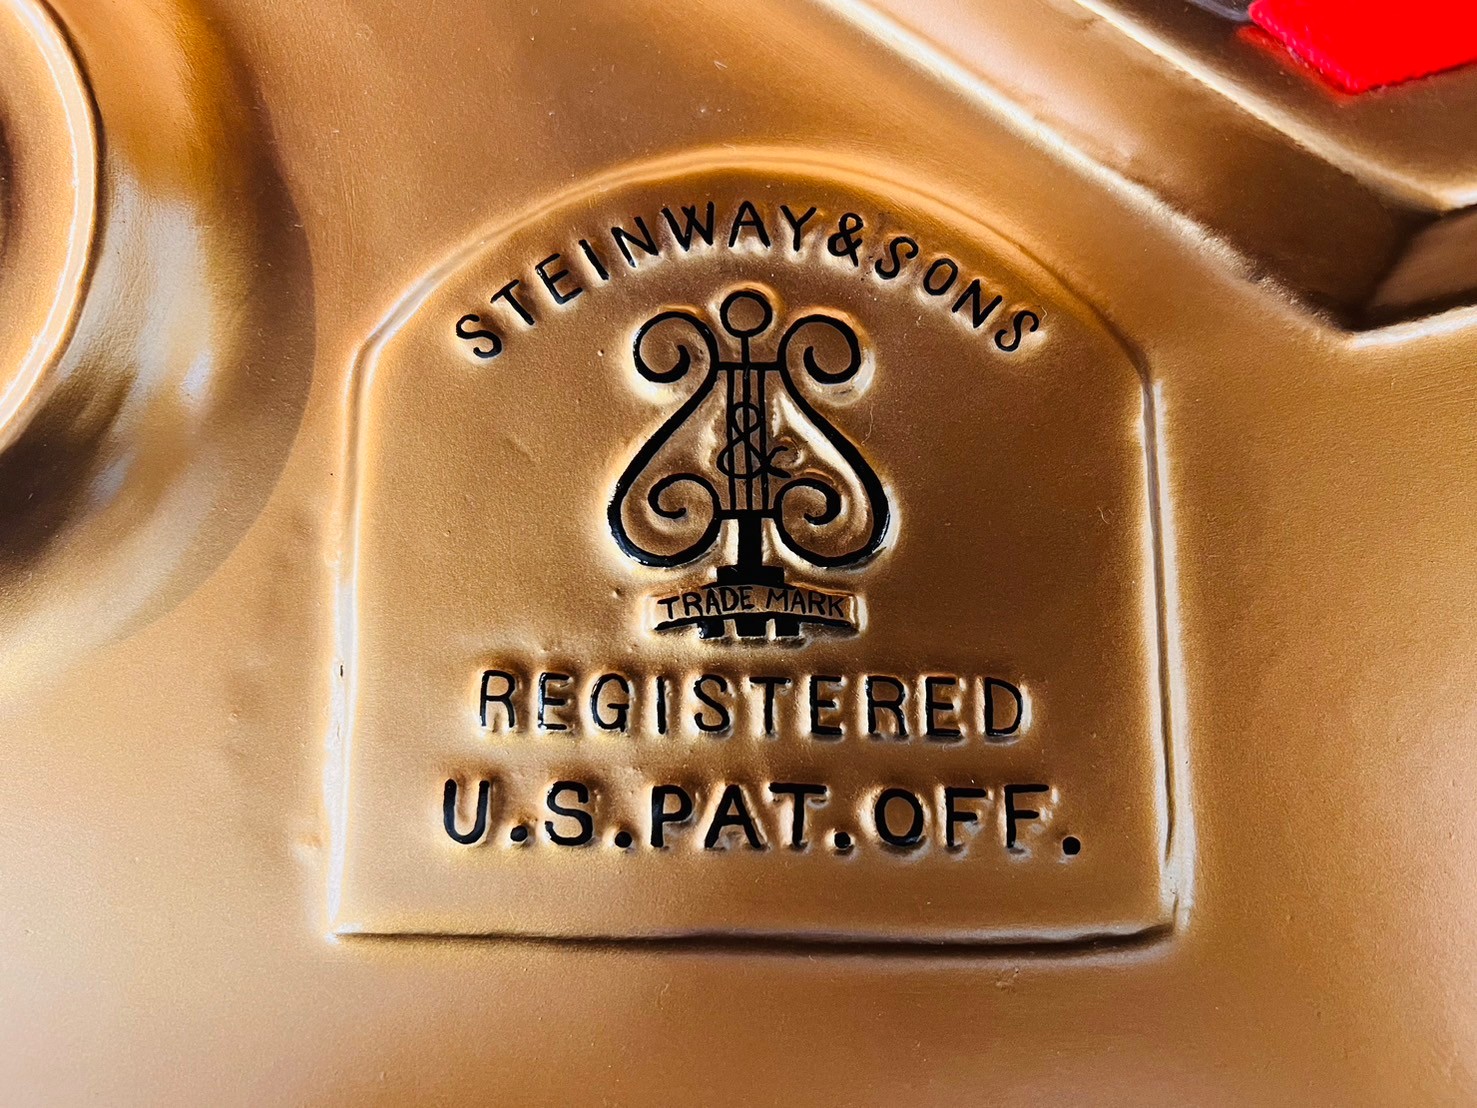 STEINWAY&SONS
&
TRADE MARK
REGISTERED
U.S.PAT.OFF.